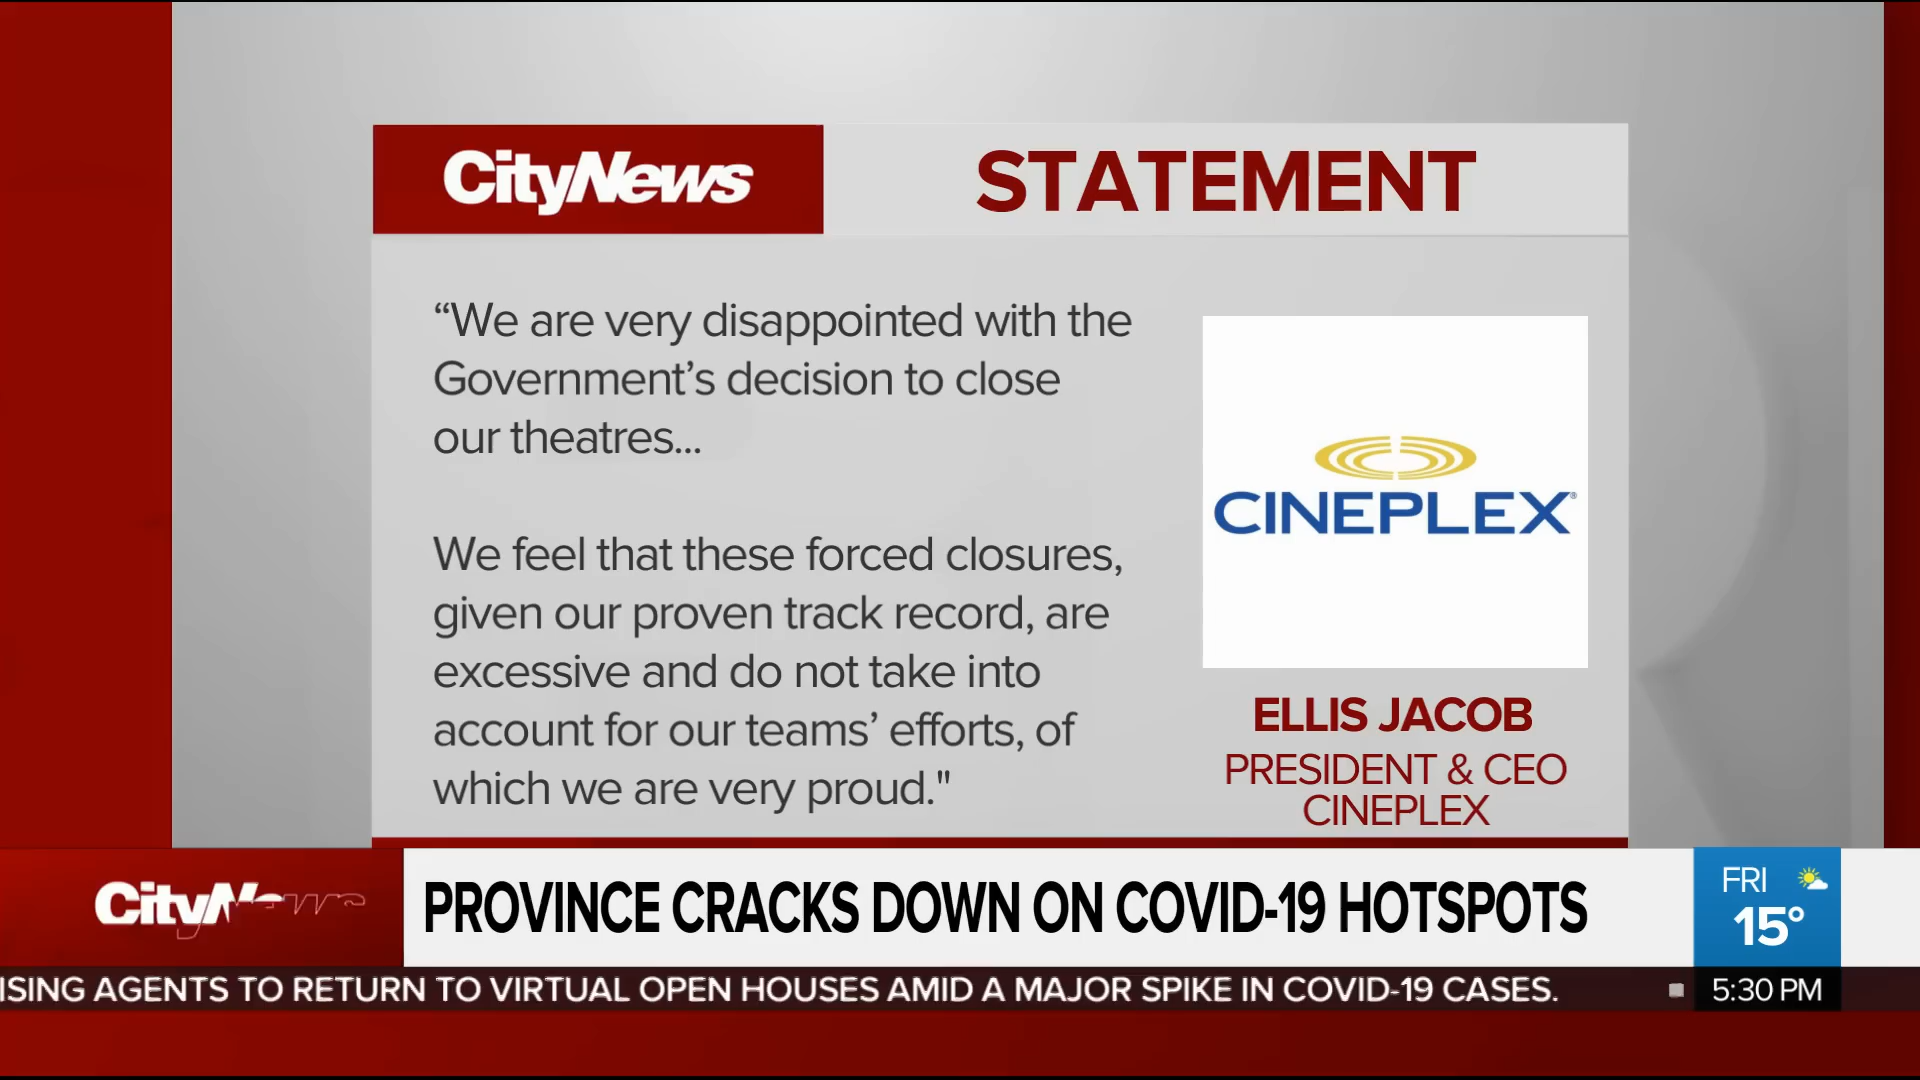 CityNews
STATEMENT
“We are very disappointed with the
Government’s decision to close
our theatres...
We feel that these forced closures,
given our proven track record, are
excessive and do not take into
account for our teams’ efforts, of
which we are very proud."
CINEPLEX®
ELLIS JACOB
PRESIDENT & CEO
CINEPLEX
CityNews
PROVINCE CRACKS DOWN ON COVID-19 HOTSPOTS
FRI
15°
ISING AGENTS TO RETURN TO VIRTUAL OPEN HOUSES AMID A MAJOR SPIKE IN COVID-19 CASES.
5:30 PM